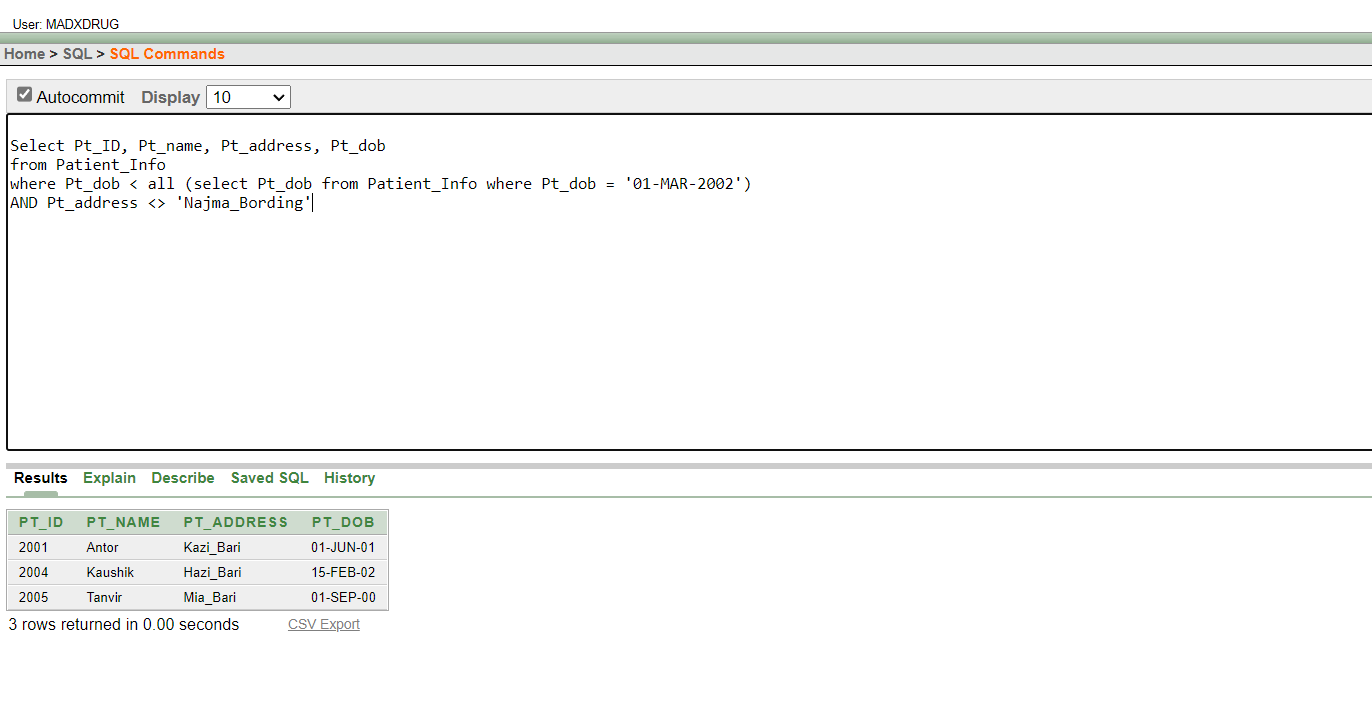 User: MADXDRUG
Home > SQL > SQL Commands
Autocommit Display 10
Select Pt_ID, Pt_name, Pt_address, Pt_dob
from Patient_Info
where Pt_dob < all (select Pt_dob from Patient_Info where Pt_dob = '01-MAR-2002')
AND Pt_address <> 'Najma_Bording'
Results Explain Describe Saved SQL History
PT_ID PT_NAME PT_ADDRESS PT_DOB
2001 Antor Kazi_Bari 01-JUN-01
2004 Kaushik Hazi_Bari 15-FEB-02
2005 Tanvir Mia_Bari 01-SEP-00
3 rows returned in 0.00 seconds CSV Export